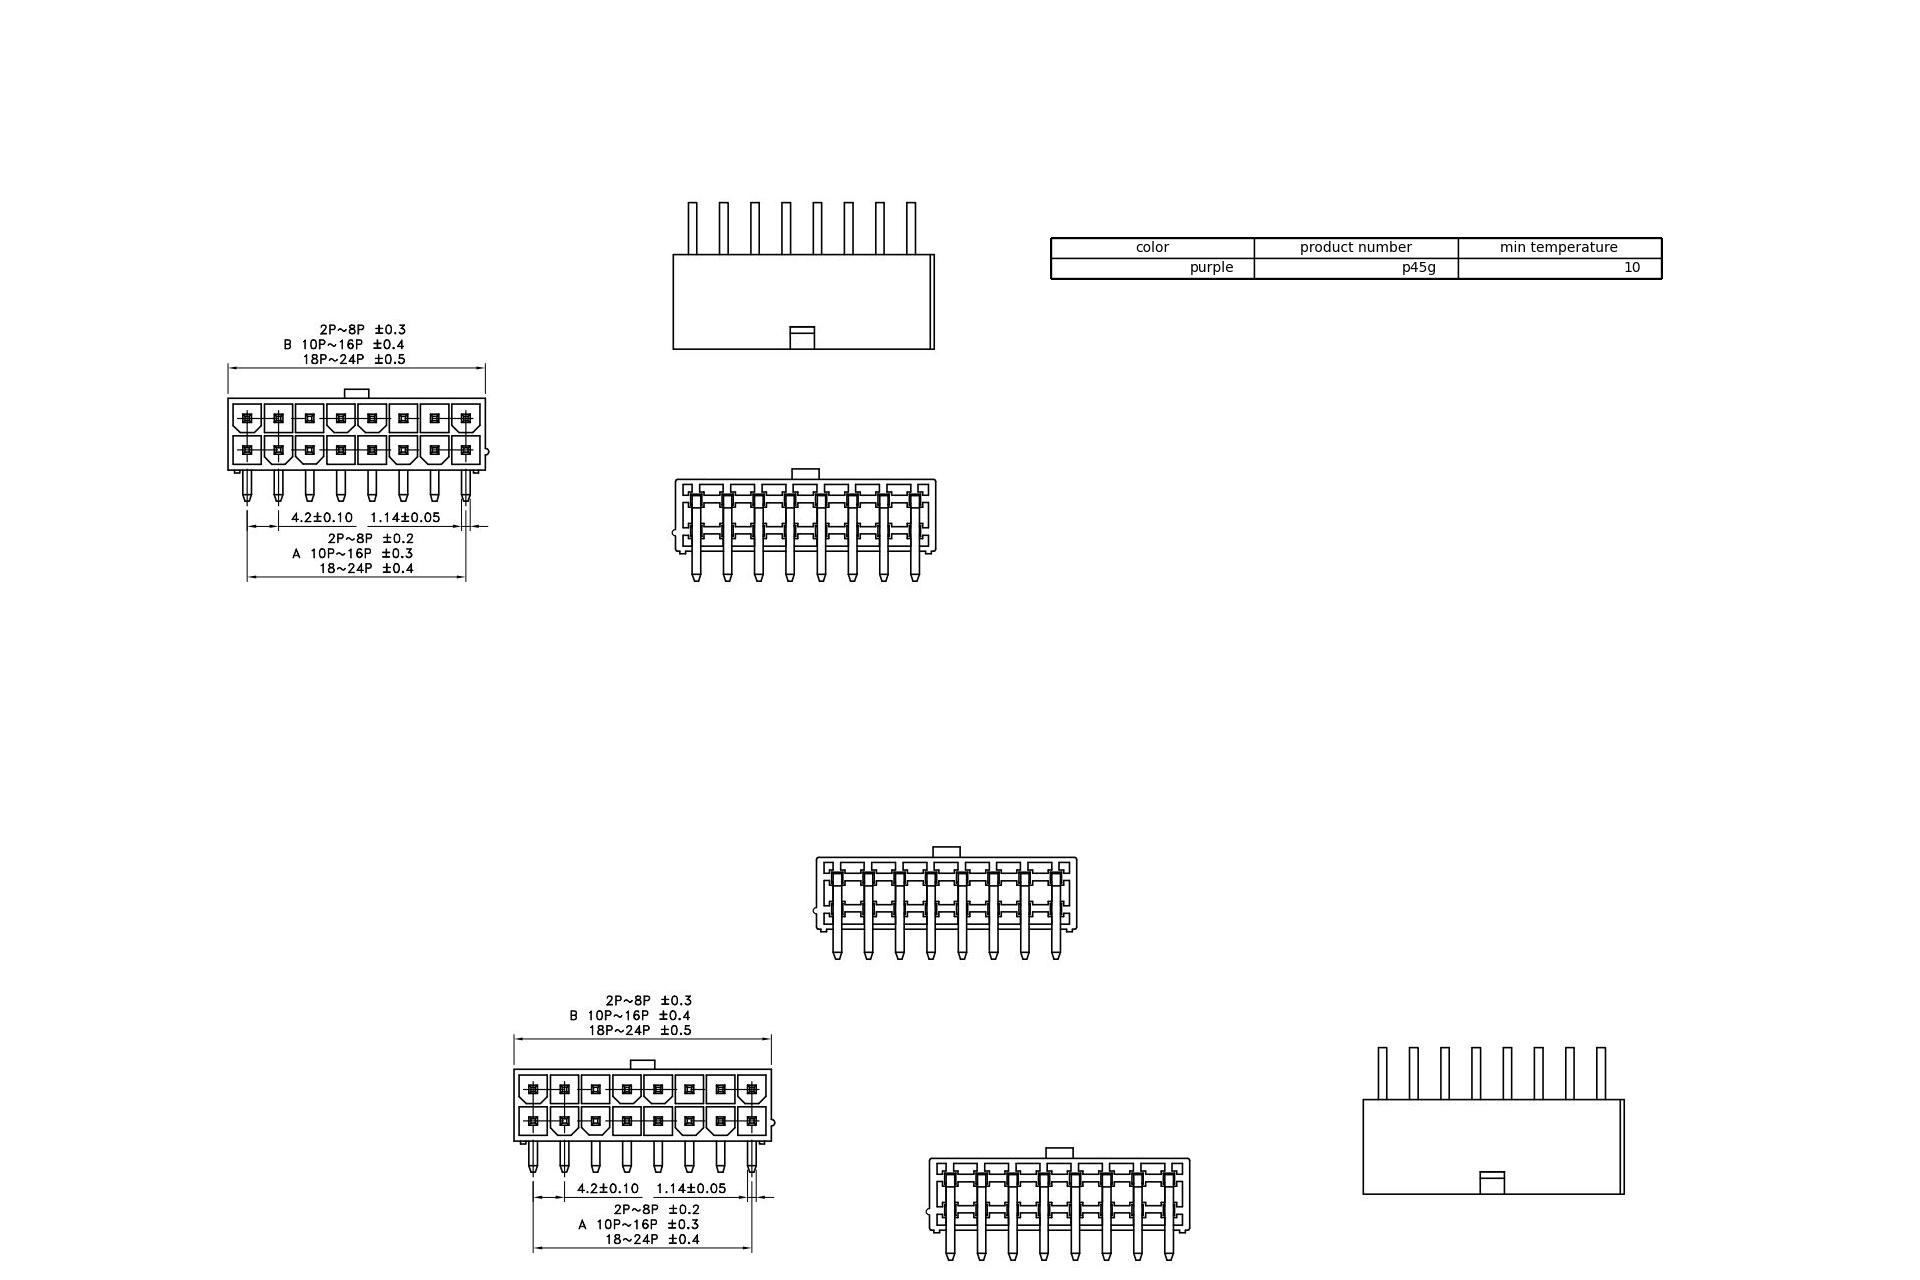 color product number min temperature
purple p45g 10
2P~8P ±0.3
B 10P~16P ±0.4
18P~24P ±0.5
4.2±0.10 1.14±0.05
2P~8P ±0.2
A 10P~16P ±0.3
18~24P ±0.4
2P~8P ±0.3
B 10P~16P ±0.4
18P~24P ±0.5
4.2±0.10 1.14±0.05
2P~8P ±0.2
A 10P~16P ±0.3
18~24P ±0.4